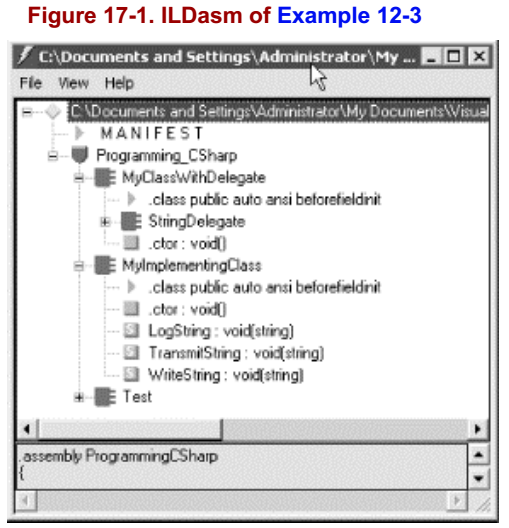 Figure 17-1. ILDasm of Example 12-3
C:\Documents and Settings\Administrator\My ...
File View Help
C:\Documents and Settings\Administrator\My Documents\Visual
MANIFEST
Programming_CSharp
MyClassWithDelegate
.class public auto ansi beforefieldinit
StringDelegate
.ctor : void()
MyImplementingClass
.class public auto ansi beforefieldinit
.ctor : void()
LogString : void(string)
TransmitString : void(string)
WriteString : void(string)
Test
.assembly ProgrammingCSharp
{